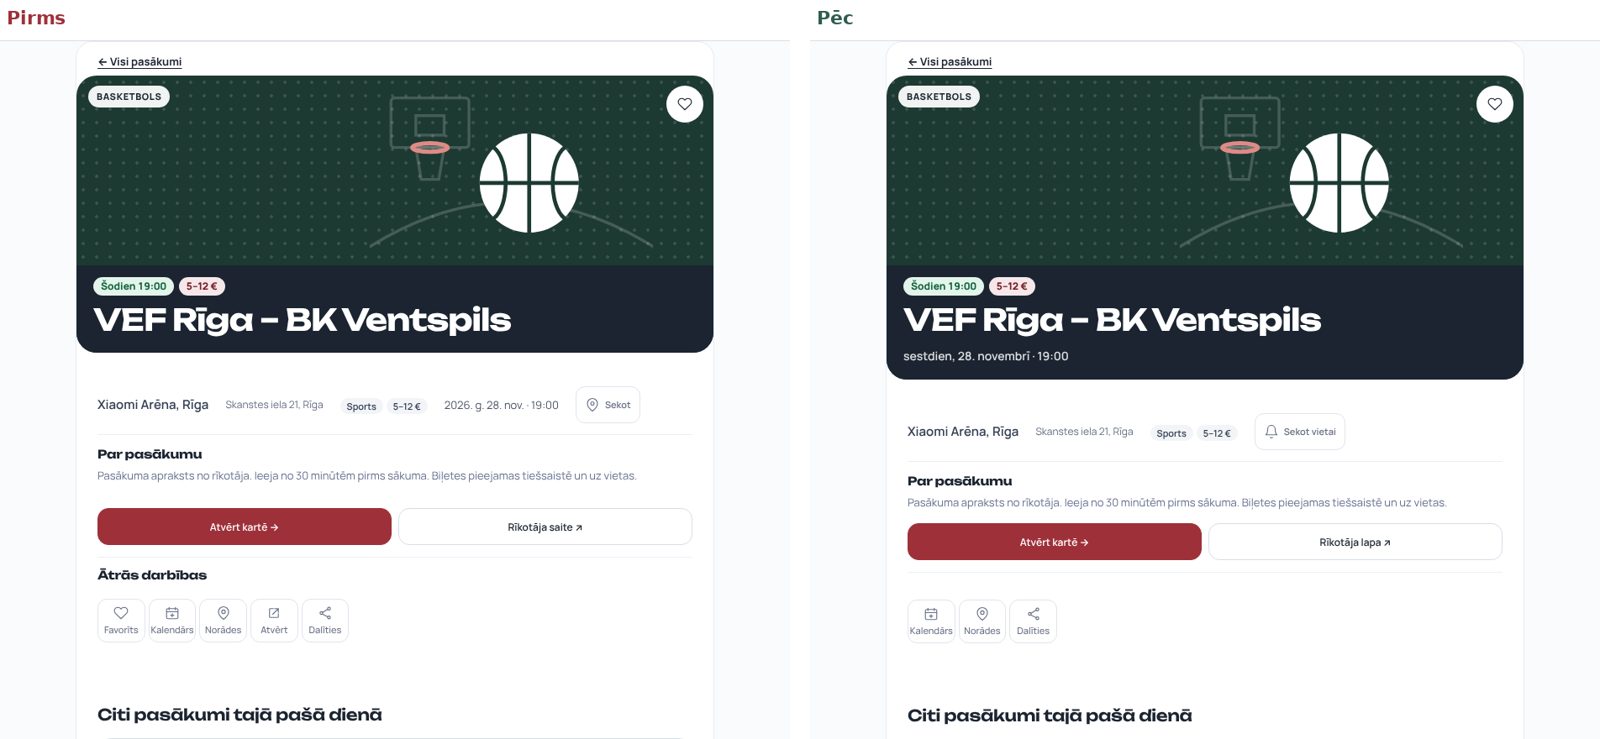 Pirms
← Visi pasākumi
BASKETBOLS
Šodien 19:00
5–12 €
VEF Rīga – BK Ventspils
Xiaomi Arēna, Rīga
Skanstes iela 21, Rīga
Sports
5–12 €
2026. g. 28. nov. · 19:00
Sekot
Par pasākumu
Pasākuma apraksts no rīkotāja. Ieeja no 30 minūtēm pirms sākuma. Biļetes pieejamas tiešsaistē un uz vietas.
Atvērt kartē →
Rīkotāja saite ↗
Ātrās darbības
Favorīts
Kalendārs
Norādes
Atvērt
Dalīties
Citi pasākumi tajā pašā dienā
Pēc
← Visi pasākumi
BASKETBOLS
Šodien 19:00
5–12 €
VEF Rīga – BK Ventspils
sestdien, 28. novembrī · 19:00
Xiaomi Arēna, Rīga
Skanstes iela 21, Rīga
Sports
5–12 €
Sekot vietai
Par pasākumu
Pasākuma apraksts no rīkotāja. Ieeja no 30 minūtēm pirms sākuma. Biļetes pieejamas tiešsaistē un uz vietas.
Atvērt kartē →
Rīkotāja lapa ↗
Kalendārs
Norādes
Dalīties
Citi pasākumi tajā pašā dienā